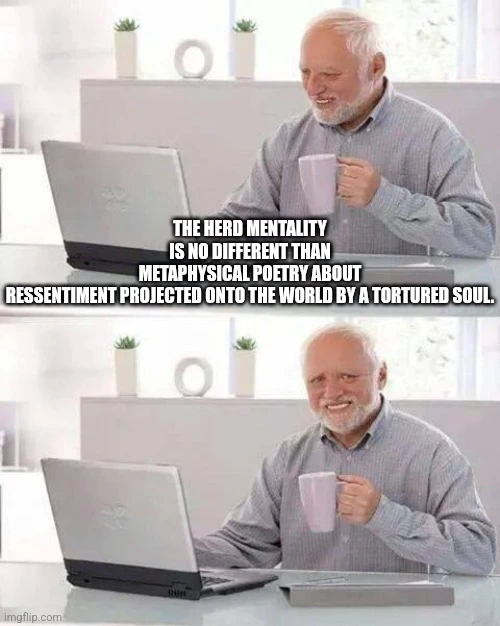 THE HERD MENTALITY
IS NO DIFFERENT THAN
METAPHYSICAL POETRY ABOUT
RESSENTIMENT PROJECTED ONTO THE WORLD BY A TORTURED SOUL.
imgflip.com